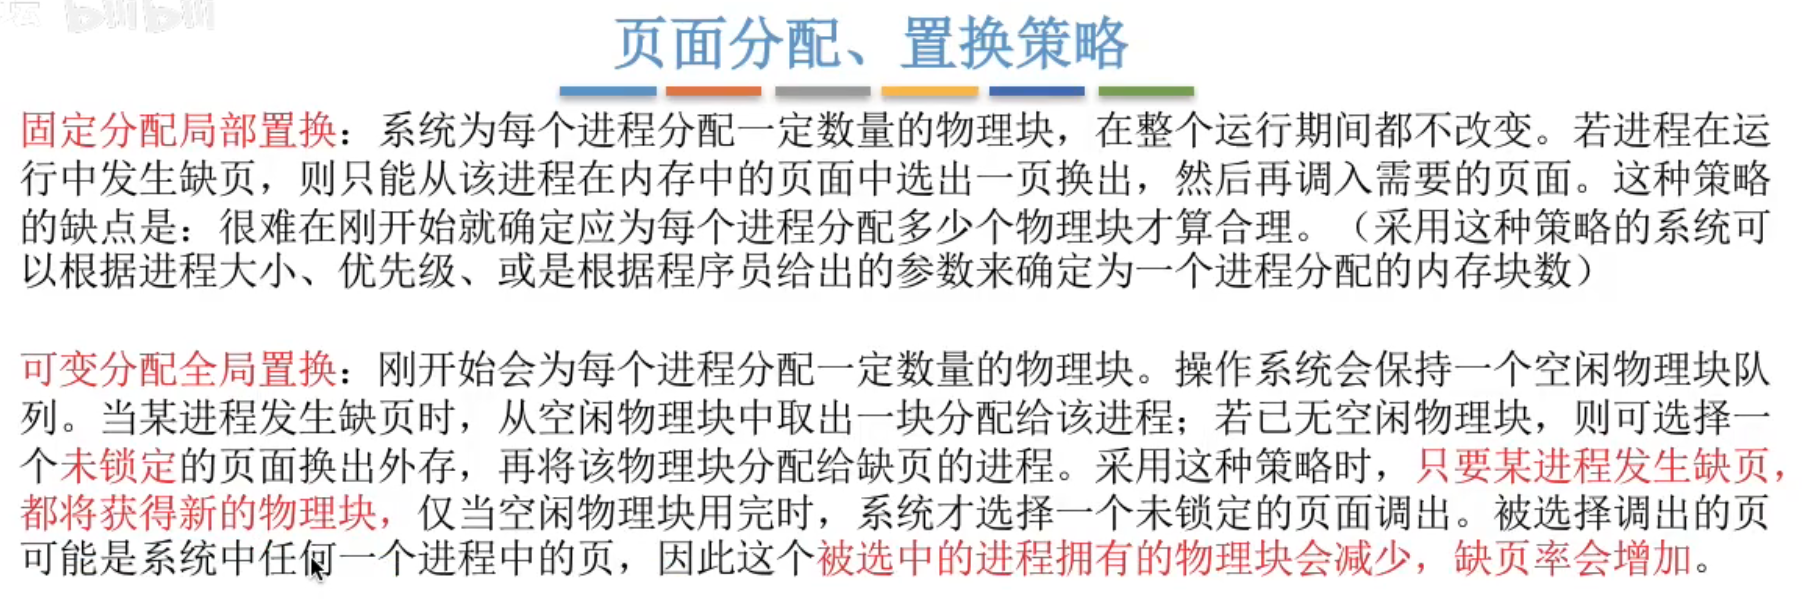 bilibili
页面分配、置换策略
固定分配局部置换：系统为每个进程分配一定数量的物理块，在整个运行期间都不改变。若进程在运
行中发生缺页，则只能从该进程在内存中的页面中选出一页换出，然后再调入需要的页面。这种策略
的缺点是：很难在刚开始就确定应为每个进程分配多少个物理块才算合理。（采用这种策略的系统可
以根据进程大小、优先级、或是根据程序员给出的参数来确定为一个进程分配的内存块数）
可变分配全局置换：刚开始会为每个进程分配一定数量的物理块。操作系统会保持一个空闲物理块队
列。当某进程发生缺页时，从空闲物理块中取出一块分配给该进程；若已无空闲物理块，则可选择一
个未锁定的页面换出外存，再将该物理块分配给缺页的进程。采用这种策略时，只要某进程发生缺页，
都将获得新的物理块，仅当空闲物理块用完时，系统才选择一个未锁定的页面调出。被选择调出的页
可能是系统中任何一个进程中的页，因此这个被选中的进程拥有的物理块会减少，缺页率会增加。